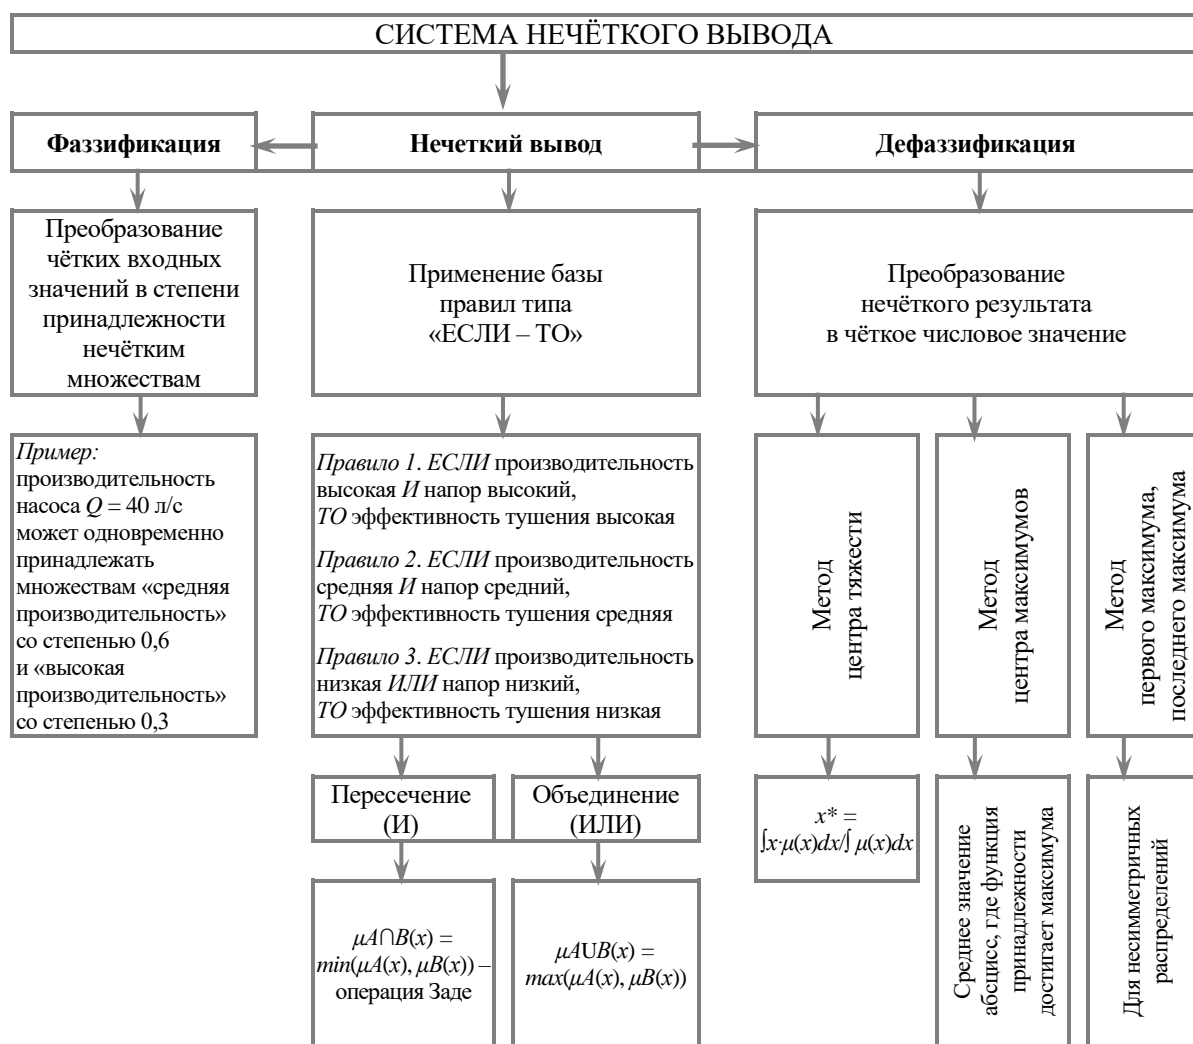 СИСТЕМА НЕЧЁТКОГО ВЫВОДА
Фаззификация
Нечеткий вывод
Дефаззификация
Преобразование
чётких входных
значений в степени
принадлежности
нечётким
множествам
Применение базы
правил типа
«ЕСЛИ – ТО»
Преобразование
нечёткого результата
в чёткое числовое значение
Пример:
производительность
насоса Q = 40 л/с
может одновременно
принадлежать
множествам «средняя
производительность»
со степенью 0,6
и «высокая
производительность»
со степенью 0,3
Правило 1. ЕСЛИ производительность
высокая И напор высокий,
ТО эффективность тушения высокая
Правило 2. ЕСЛИ производительность
средняя И напор средний,
ТО эффективность тушения средняя
Правило 3. ЕСЛИ производительность
низкая ИЛИ напор низкий,
ТО эффективность тушения низкая
Метод
центра тяжести
Метод
центра максимумов
Метод
первого максимума,
последнего максимума
Пересечение
(И)
Объединение
(ИЛИ)
x* =
∫x·μ(x)dx/∫ μ(x)dx
Среднее значение
абсцисс, где функция
принадлежности
достигает максимума
Для несимметричных
распределений
μA∩B(x) =
min(μA(x), μB(x)) –
операция Заде
μAUB(x) =
max(μA(x), μB(x))